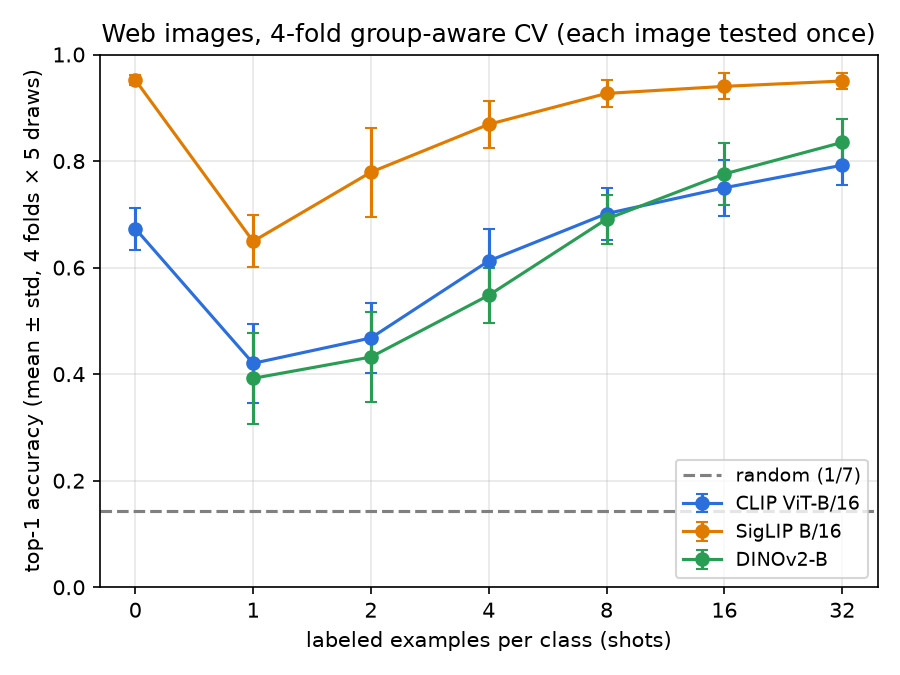 Web images, 4-fold group-aware CV (each image tested once)
top-1 accuracy (mean ± std, 4 folds × 5 draws)
1.0
0.8
0.6
0.4
0.2
0.0
random (1/7)
CLIP ViT-B/16
SigLIP B/16
DINOv2-B
0 1 2 4 8 16 32
labeled examples per class (shots)